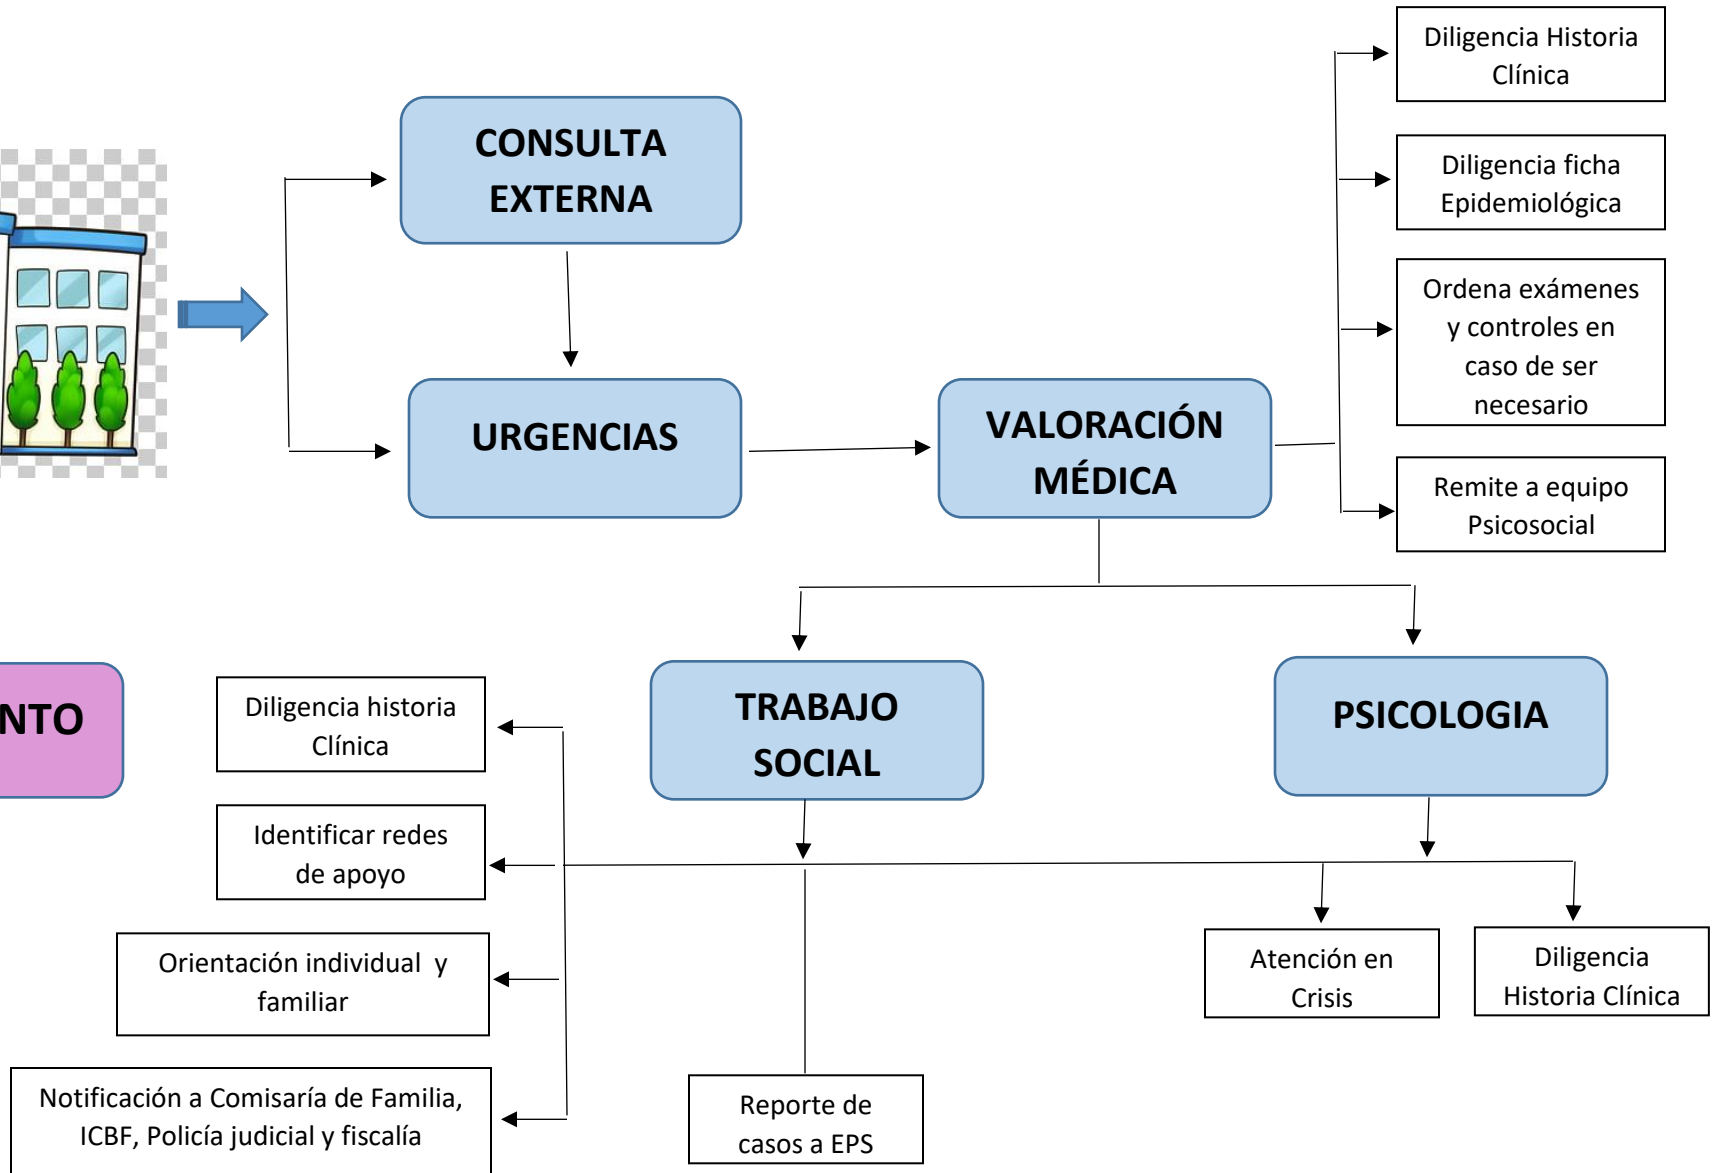 Diligencia Historia
Clínica
CONSULTA
EXTERNA
Diligencia ficha
Epidemiológica
Ordena exámenes
y controles en
caso de ser
necesario
URGENCIAS
VALORACIÓN
MÉDICA
Remite a equipo
Psicosocial
NTO
Diligencia historia
Clínica
TRABAJO
SOCIAL
PSICOLOGIA
Identificar redes
de apoyo
Orientación individual y
familiar
Atención en
Crisis
Diligencia
Historia Clínica
Notificación a Comisaría de Familia,
ICBF, Policía judicial y fiscalía
Reporte de
casos a EPS